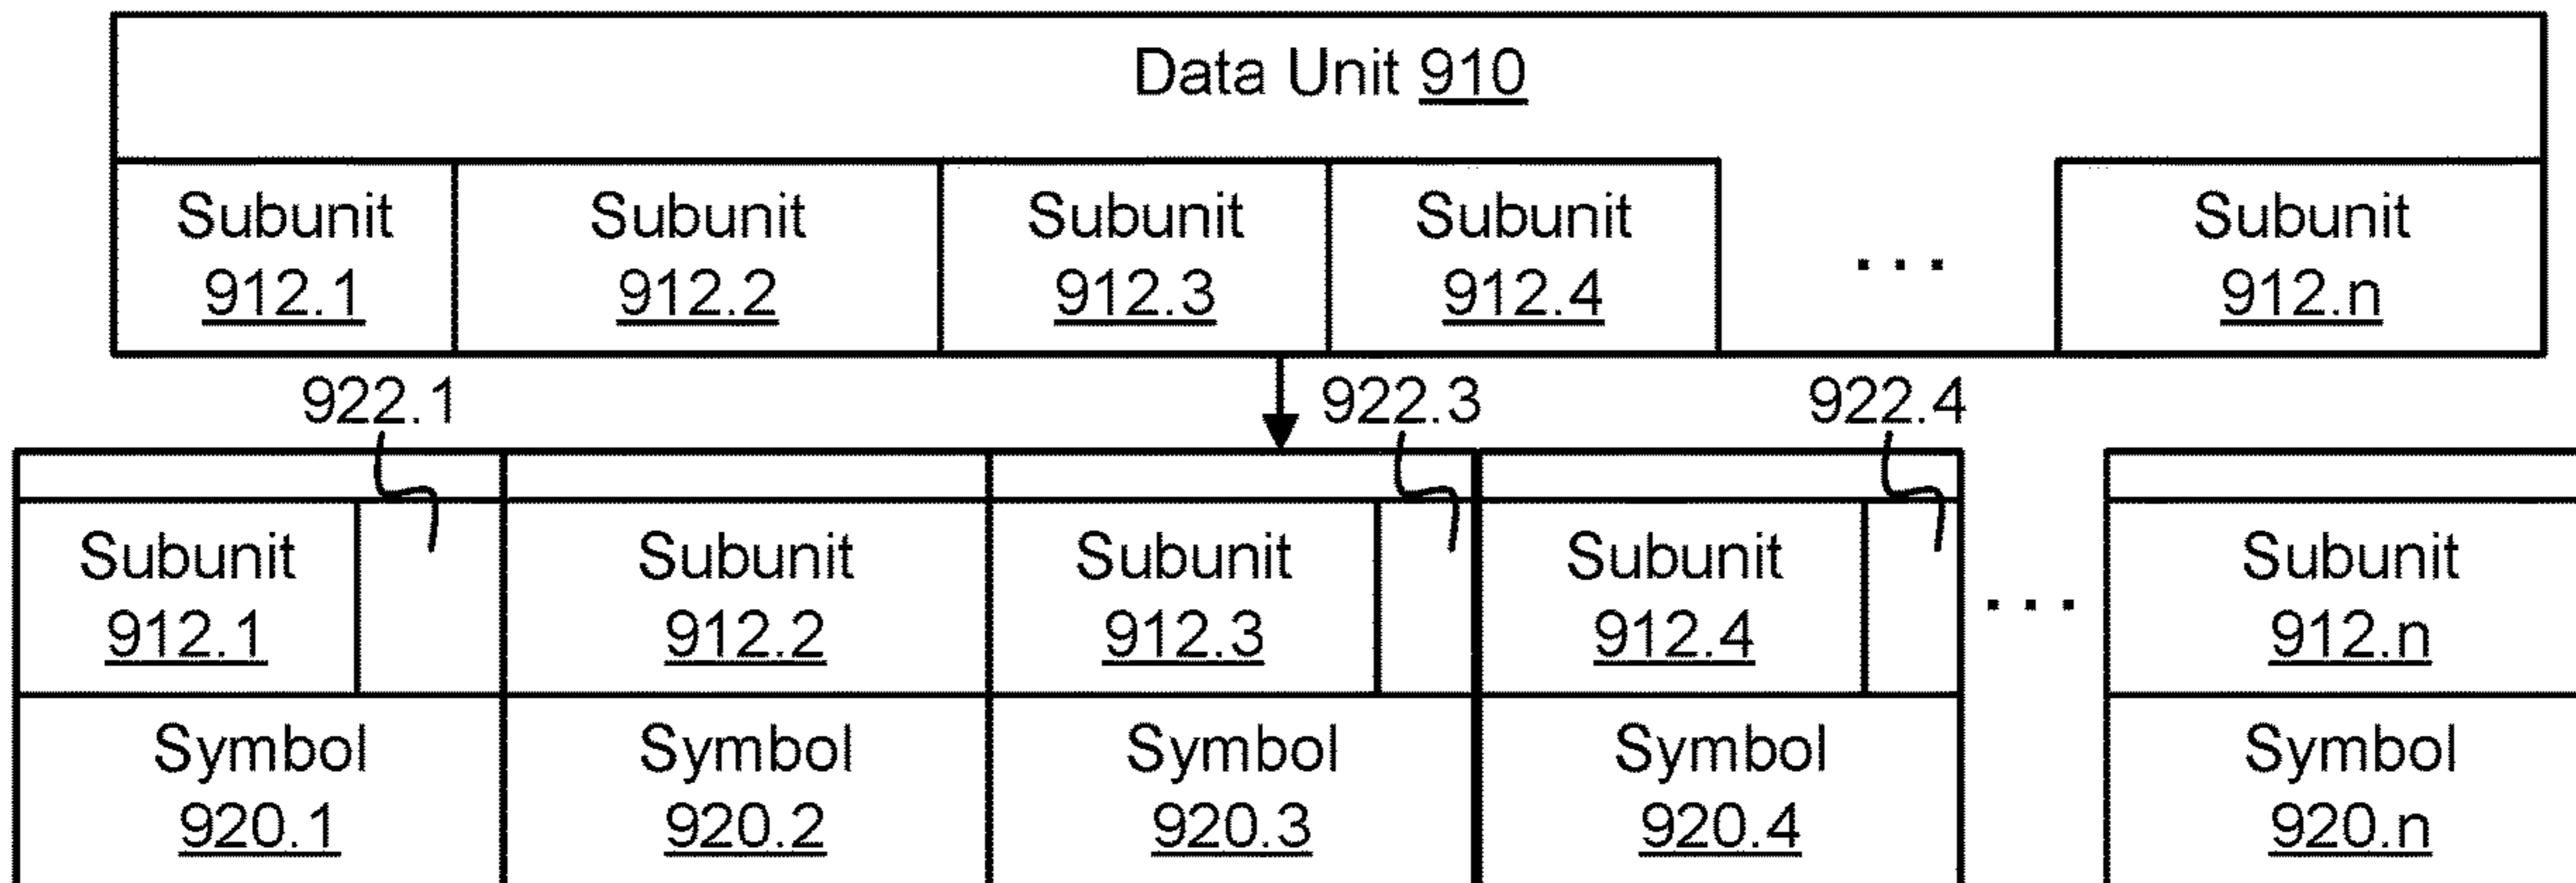 Data Unit 910
Subunit Subunit Subunit Subunit Subunit
912.1 912.2 912.3 912.4 ... 912.n
922.1 922.3 922.4
Subunit Subunit Subunit Subunit Subunit
912.1 912.2 912.3 912.4 ... 912.n
Symbol Symbol Symbol Symbol Symbol
920.1 920.2 920.3 920.4 920.n